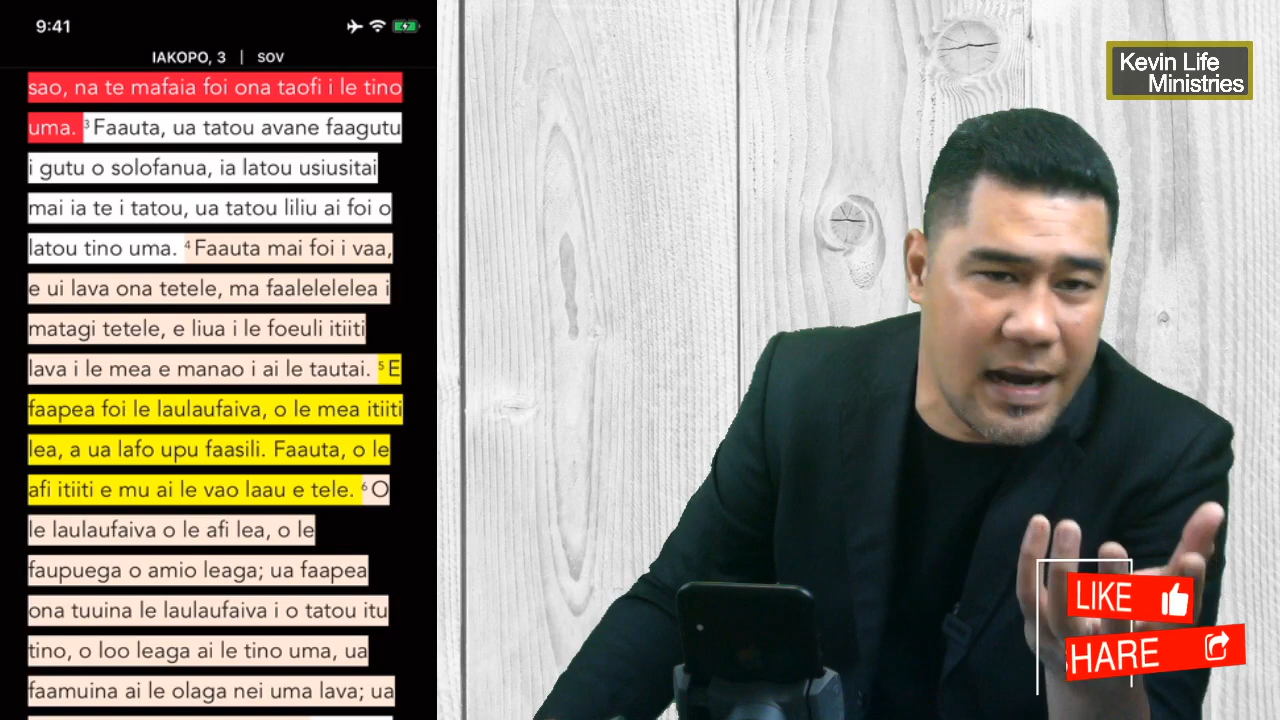 9:41
IAKOPO, 3 | SOV
sao, na te mafaia foi ona taofi i le tino
uma. 3 Faauta, ua tatou avane faagutu
i gutu o solofanua, ia latou usiusitai
mai ia te i tatou, ua tatou liliu ai foi o
latou tino uma. 4 Faauta mai foi i vaa,
e ui lava ona tetele, ma faalelelelea i
matagi tetele, e liua i le foeuli itiiti
lava i le mea e manao i ai le tautai. 5 E
faapea foi le laulaufaiva, o le mea itiiti
lea, a ua lafo upu faasili. Faauta, o le
afi itiiti e mu ai le vao laau e tele. 6 O
le laulaufaiva o le afi lea, o le
faupuega o amio leaga; ua faapea
ona tuuina le laulaufaiva i o tatou itu
tino, o loo leaga ai le tino uma, ua
faamuina ai le olaga nei uma lava; ua
Kevin Life
Ministries
LIKE
HARE